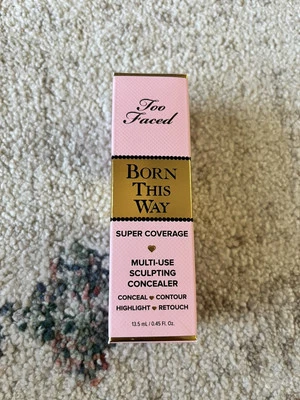 Too
Faced
BORN
THIS
WAY
SUPER COVERAGE
MULTI-USE
SCULPTING
CONCEALER
CONCEAL ♥ CONTOUR
HIGHLIGHT ♥ RETOUCH
13.5 mL / 0.45 Fl. Oz.